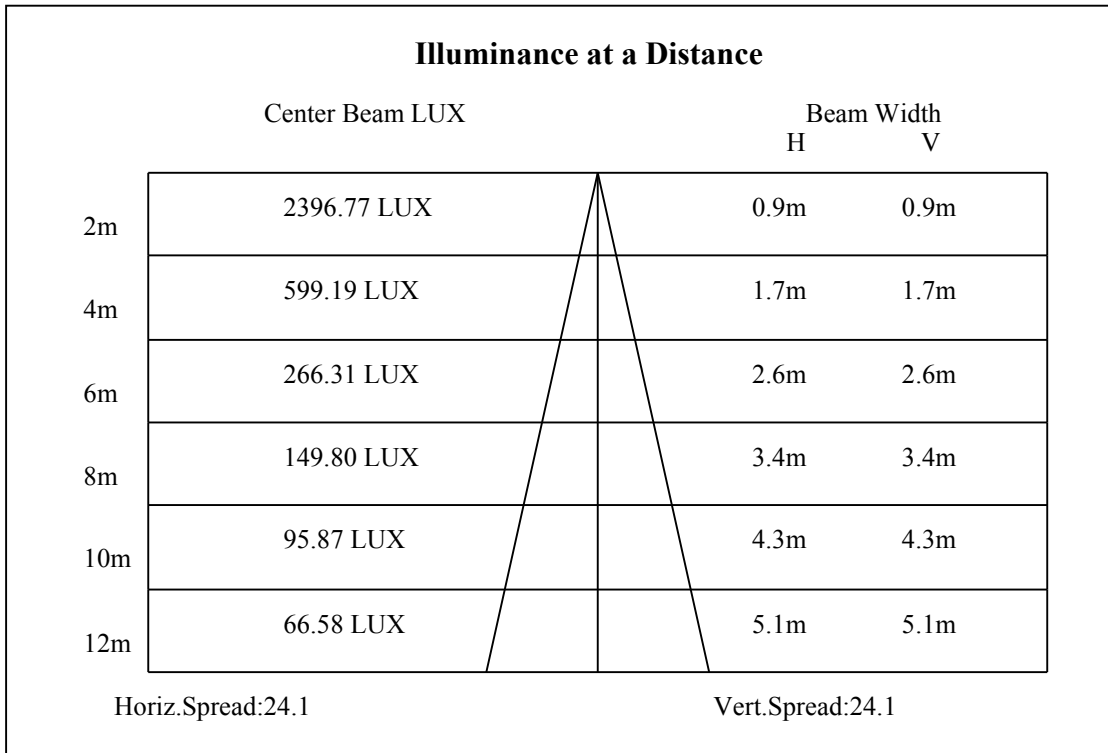 Illuminance at a Distance
Center Beam LUX Beam Width
H V
2m 2396.77 LUX 0.9m 0.9m
4m 599.19 LUX 1.7m 1.7m
6m 266.31 LUX 2.6m 2.6m
8m 149.80 LUX 3.4m 3.4m
10m 95.87 LUX 4.3m 4.3m
12m 66.58 LUX 5.1m 5.1m
Horiz.Spread:24.1 Vert.Spread:24.1